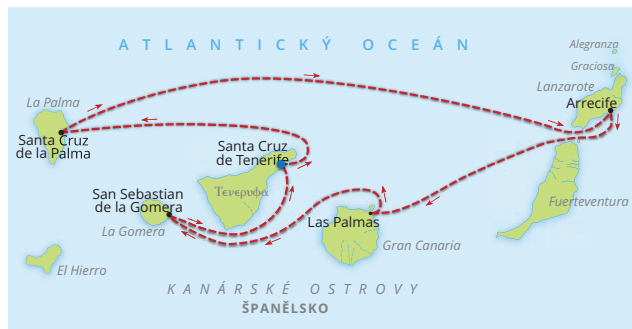 ATLANTICKÝ OCEÁN
Alegranza
Graciosa
Lanzarote
Arrecife
La Palma
Santa Cruz
de la Palma
Santa Cruz
de Tenerife
Тенерифа
San Sebastian
de la Gomera
La Gomera
Las Palmas
Gran Canaria
Fuerteventura
El Hierro
KANÁRSKÉ OSTROVY
ŠPANĚLSKO